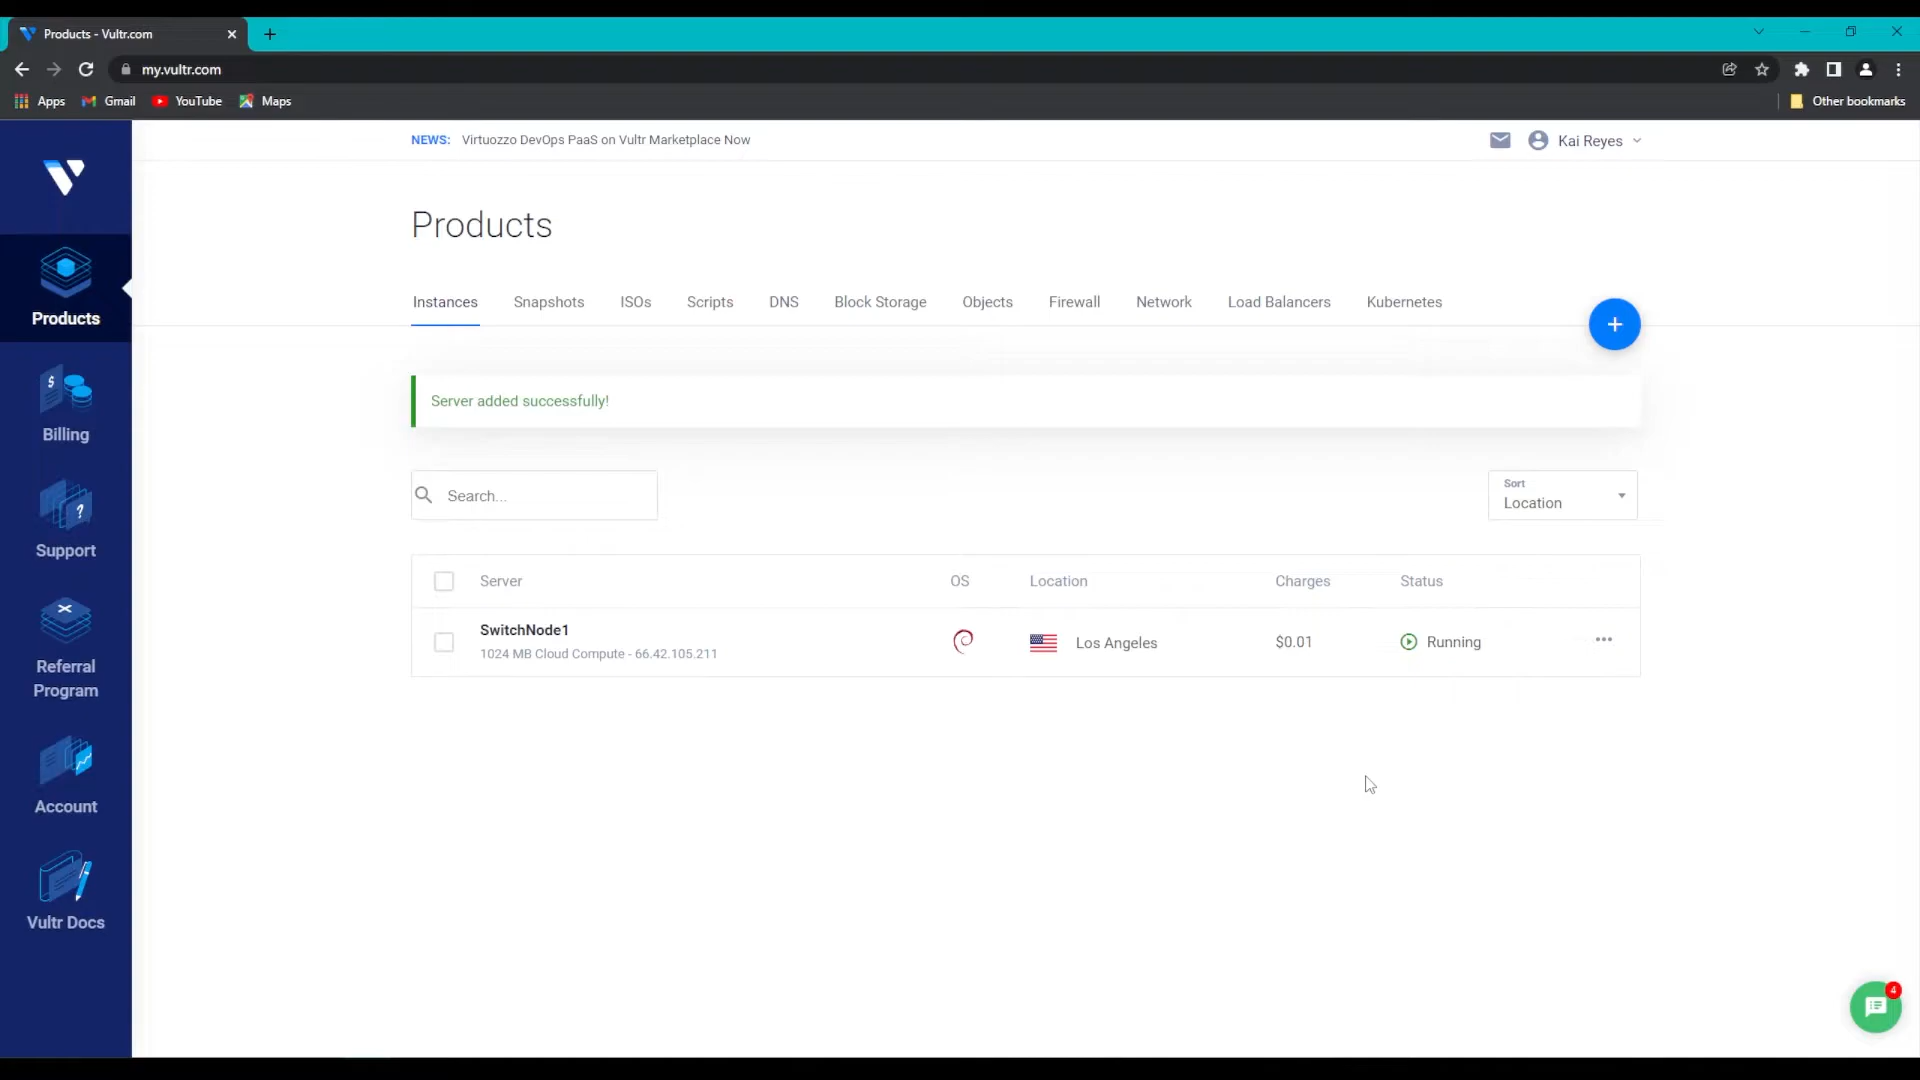 Products - Vultr.com
my.vultr.com
Apps Gmail YouTube Maps Other bookmarks
NEWS: Virtuozzo DevOps PaaS on Vultr Marketplace Now
Kai Reyes
Products
Instances Snapshots ISOs Scripts DNS Block Storage Objects Firewall Network Load Balancers Kubernetes
+
Server added successfully!
Search...
Sort
Location
Server OS Location Charges Status
SwitchNode1
1024 MB Cloud Compute - 66.42.105.211
Los Angeles $0.01 Running
Products
$
Billing
?
Support
Referral
Program
Account
Vultr Docs
4